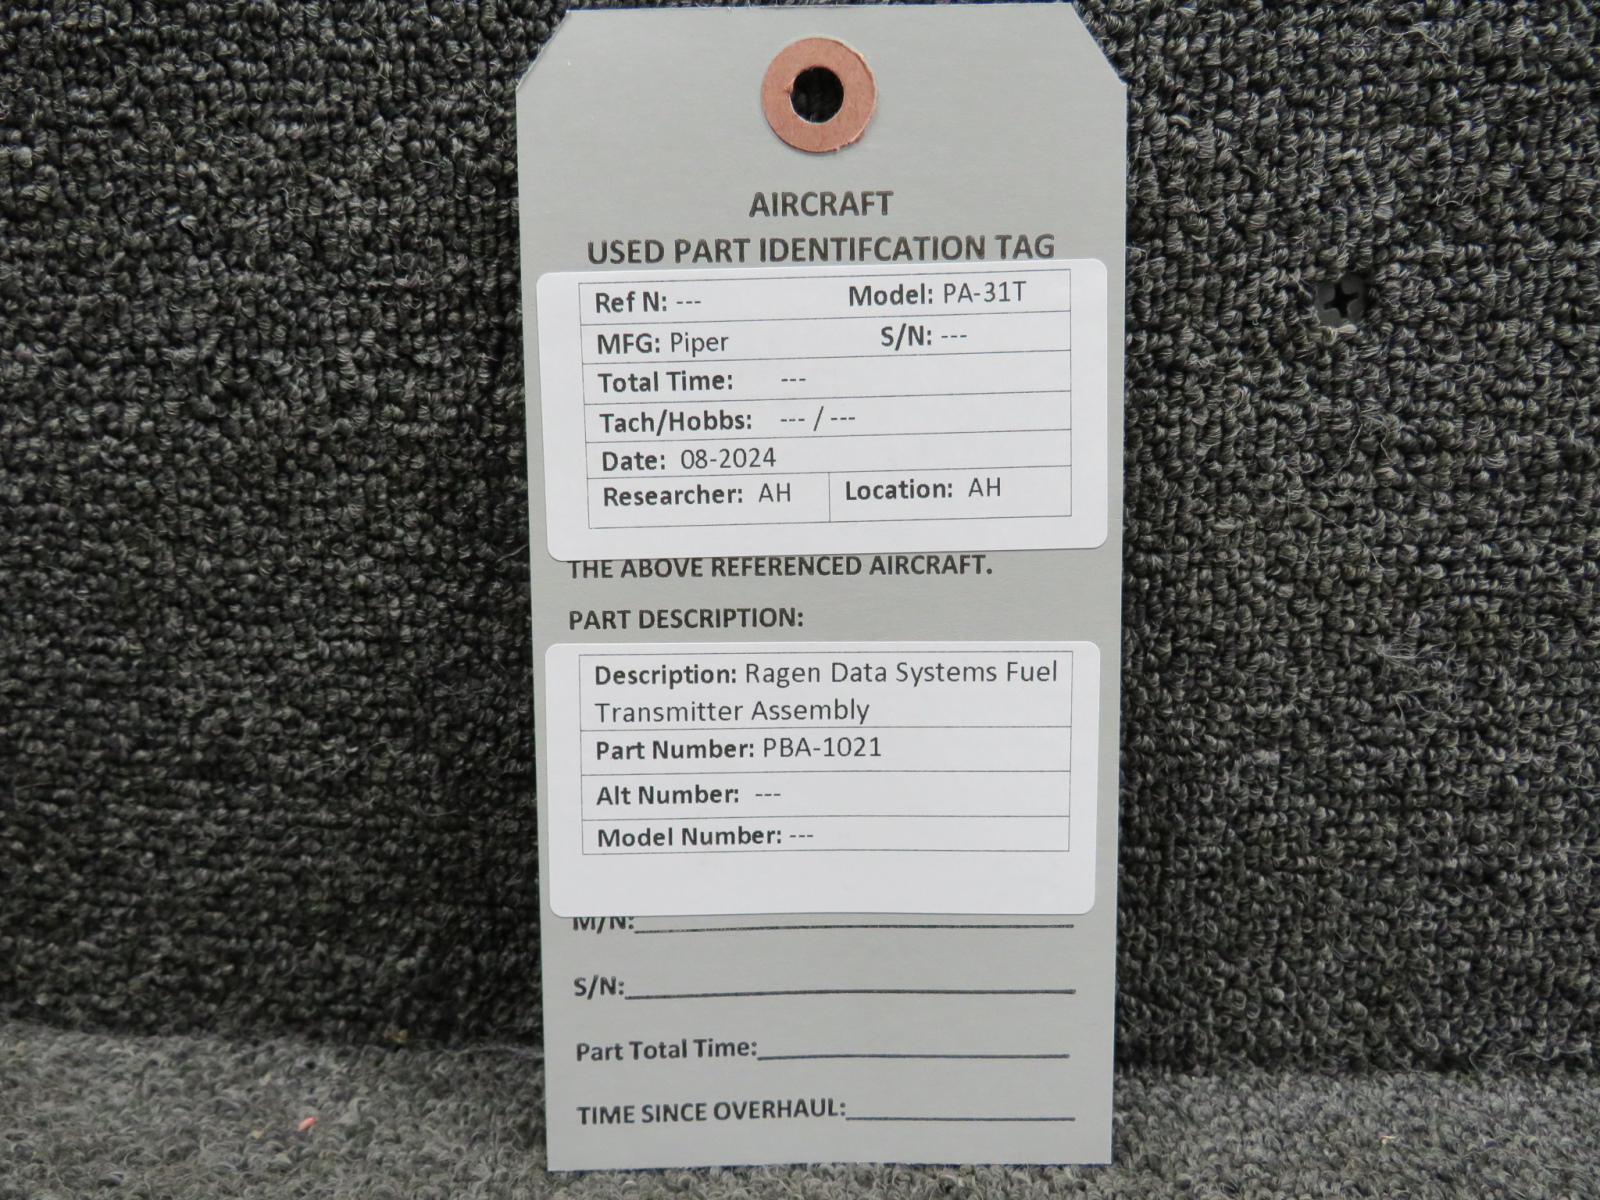 AIRCRAFT
USED PART IDENTIFCATION TAG
Ref N: --- Model: PA-31T
MFG: Piper S/N: ---
Total Time: ---
Tach/Hobbs: --- / ---
Date: 08-2024
Researcher: AH Location: AH
THE ABOVE REFERENCED AIRCRAFT.
PART DESCRIPTION:
Description: Ragen Data Systems Fuel
Transmitter Assembly
Part Number: PBA-1021
Alt Number: ---
Model Number: ---
M/N:
S/N:
Part Total Time:
TIME SINCE OVERHAUL: